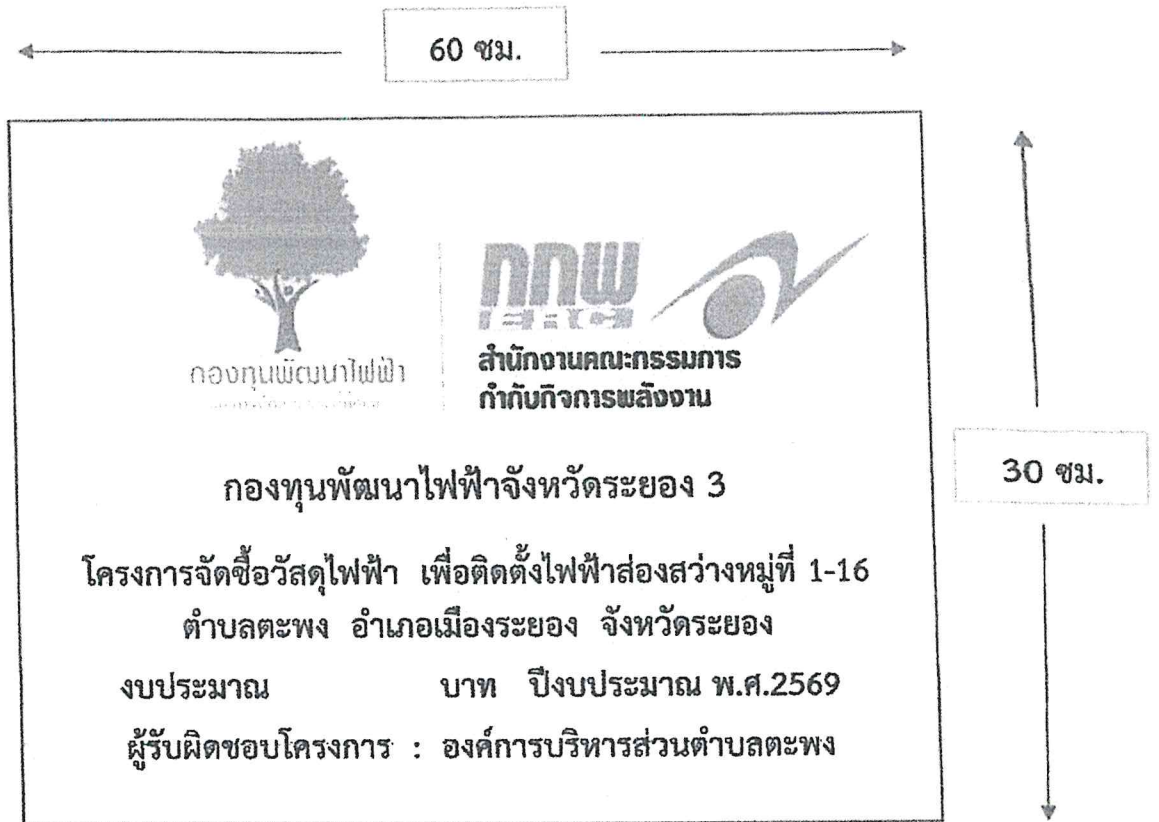 60 ซม.
กกพ
ERC
กองทุนพัฒนาไฟฟ้า
สำนักงานคณะกรรมการ
กำกับกิจการพลังงาน
กองทุนพัฒนาไฟฟ้าจังหวัดระยอง 3
30 ซม.
โครงการจัดซื้อวัสดุไฟฟ้า เพื่อติดตั้งไฟฟ้าส่องสว่างหมู่ที่ 1-16
ตำบลตะพง อำเภอเมืองระยอง จังหวัดระยอง
งบประมาณ บาท ปีงบประมาณ พ.ศ.2569
ผู้รับผิดชอบโครงการ : องค์การบริหารส่วนตำบลตะพง